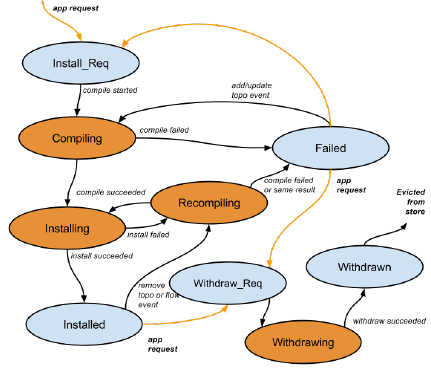 app request
Install_Req
compile started
add/update
topo event
Compiling
compile failed
Failed
compile succeeded
Recompiling
compile failed
or same result
app
request
Evicted
from
store
Installing
install failed
install succeeded
remove
topo or flow
event
Withdraw_Req
Withdrawn
Installed
app
request
Withdrawing
withdraw succeeded